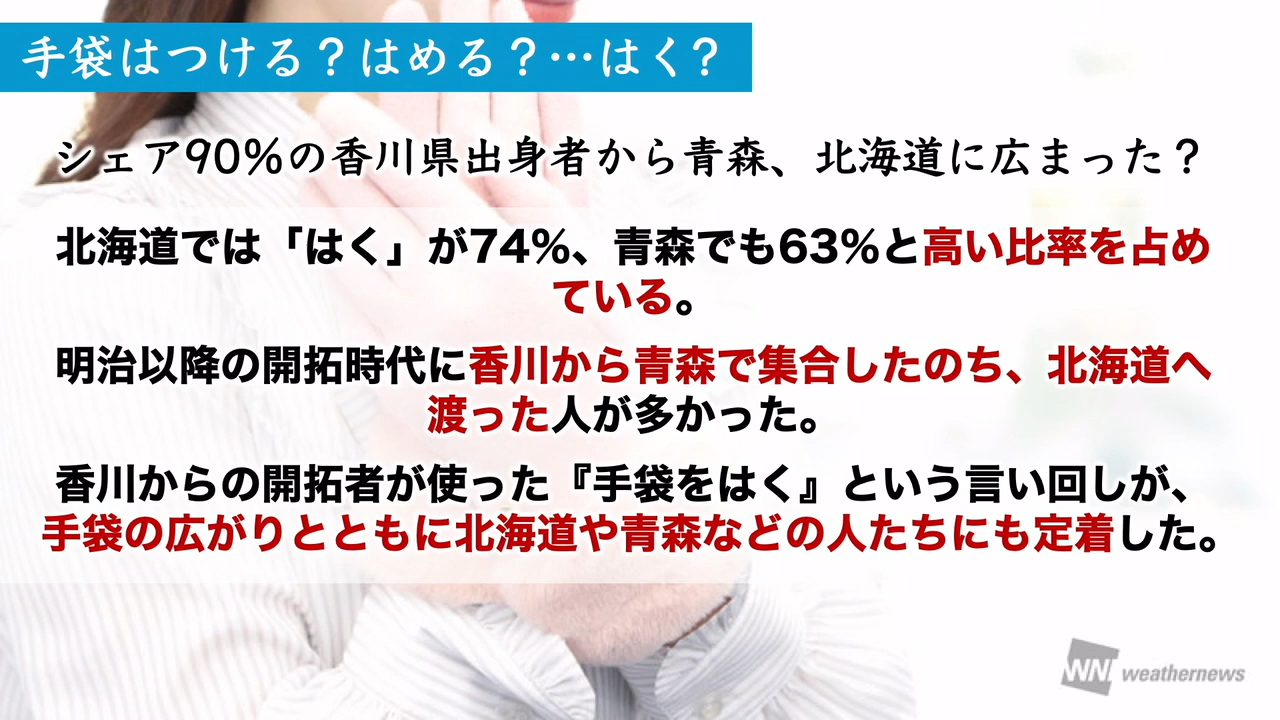 手袋はつける？はめる？…はく？
シェア90%の香川県出身者から青森、北海道に広まった？
北海道では「はく」が74%、青森でも63%と高い比率を占め
ている。
明治以降の開拓時代に香川から青森で集合したのち、北海道へ
渡った人が多かった。
香川からの開拓者が使った『手袋をはく』という言い回しが、
手袋の広がりとともに北海道や青森などの人たちにも定着した。
WNI weathernews